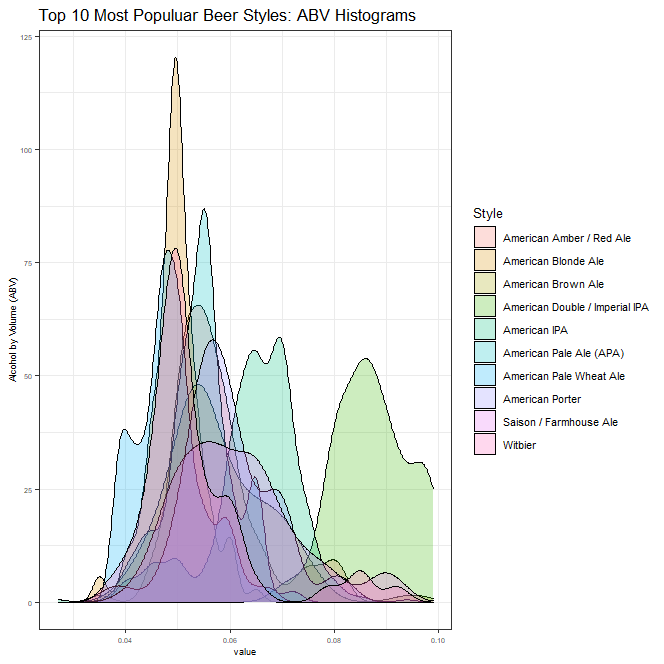 Top 10 Most Populuar Beer Styles: ABV Histograms
125
100
75
50
25
0
Alcohol by Volume (ABV)
0.04
0.06
0.08
0.10
value
Style
American Amber / Red Ale
American Blonde Ale
American Brown Ale
American Double / Imperial IPA
American IPA
American Pale Ale (APA)
American Pale Wheat Ale
American Porter
Saison / Farmhouse Ale
Witbier